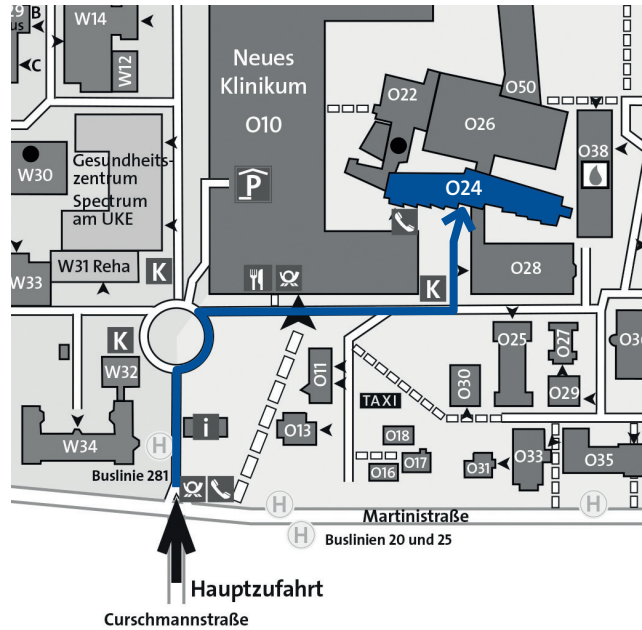 29
B
us
C
W14
W12
Neues
Klinikum
O10
O22
O50
O26
O38
W30
Gesundheits-
zentrum
Spectrum
am UKE
P
O24
W33
W31 Reha
K
K
O28
K
W32
O11
O25
O27
O30
O29
TAXI
W34
i
O13
O18
O16
O17
O31
O33
O35
H
Buslinie 281
H
H
Martinistraße
H
Buslinien 20 und 25
Hauptzufahrt
Curschmannstraße